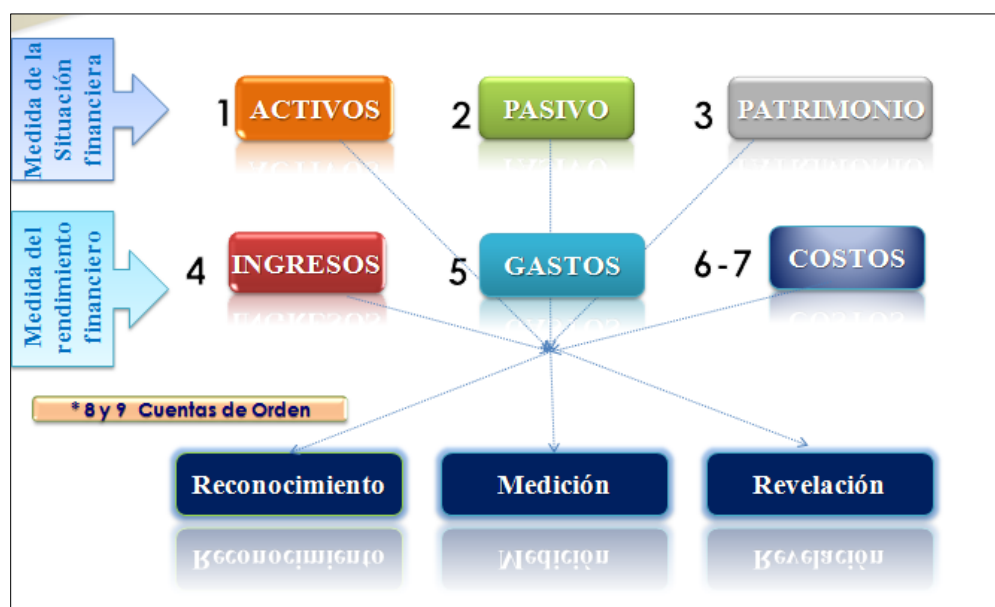 Medida de la
Situación
financiera
1 ACTIVOS
2 PASIVO
3 PATRIMONIO
Medida del
rendimiento
financiero
4 INGRESOS
5 GASTOS
6 - 7 COSTOS
* 8 y 9 Cuentas de Orden
Reconocimiento
Medición
Revelación